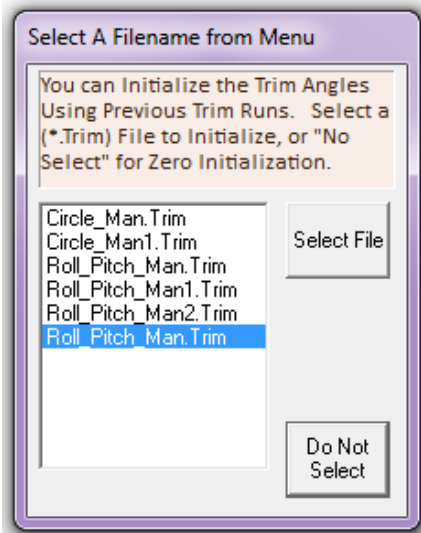 Select A Filename from Menu
You can Initialize the Trim Angles
Using Previous Trim Runs.   Select a
(*.Trim) File to Initialize, or "No
Select" for Zero Initialization.
Circle_Man.Trim
Circle_Man1.Trim
Roll_Pitch_Man.Trim
Roll_Pitch_Man1.Trim
Roll_Pitch_Man2.Trim
Roll_Pitch_Man.Trim
Select File
Do Not
Select